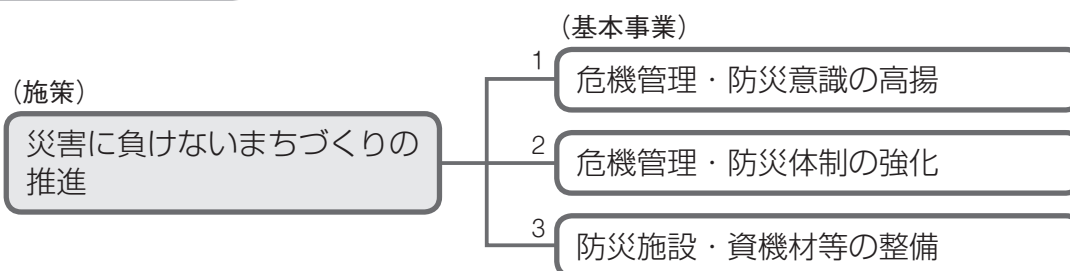 （施策）
災害に負けないまちづくりの
推進
（基本事業）
1
危機管理・防災意識の高揚
2
危機管理・防災体制の強化
3
防災施設・資機材等の整備